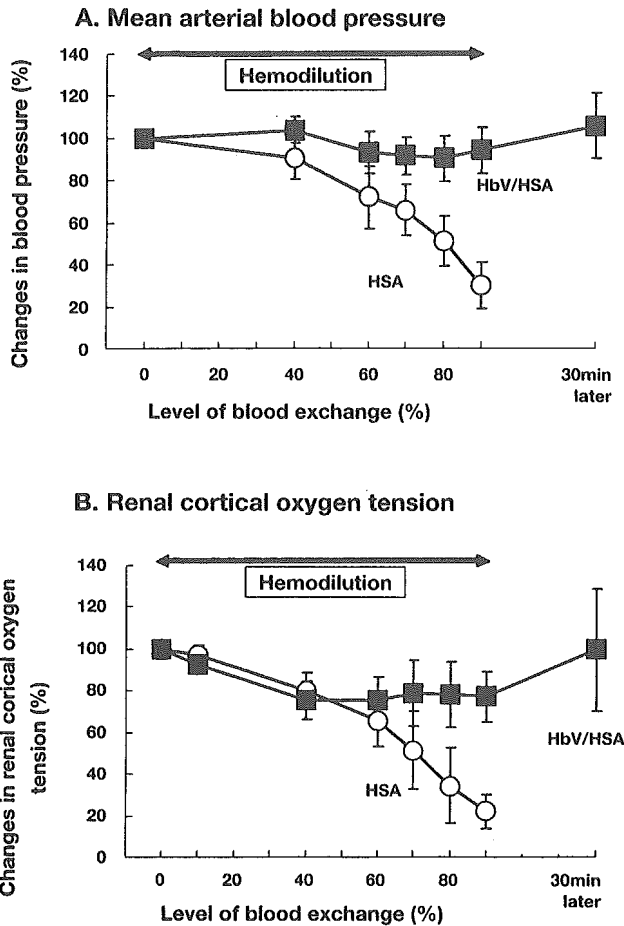 A. Mean arterial blood pressure
Changes in blood pressure (%)
140
120
100
80
60
40
20
0
Hemodilution
HbV/HSA
HSA
0 20 40 60 80 30min
later
Level of blood exchange (%)
B. Renal cortical oxygen tension
Changes in renal corical oxygen
tension (%)
140
120
100
80
60
40
20
0
Hemodilution
HbV/HSA
HSA
0 20 40 60 80 30min
later
Level of blood exchange (%)